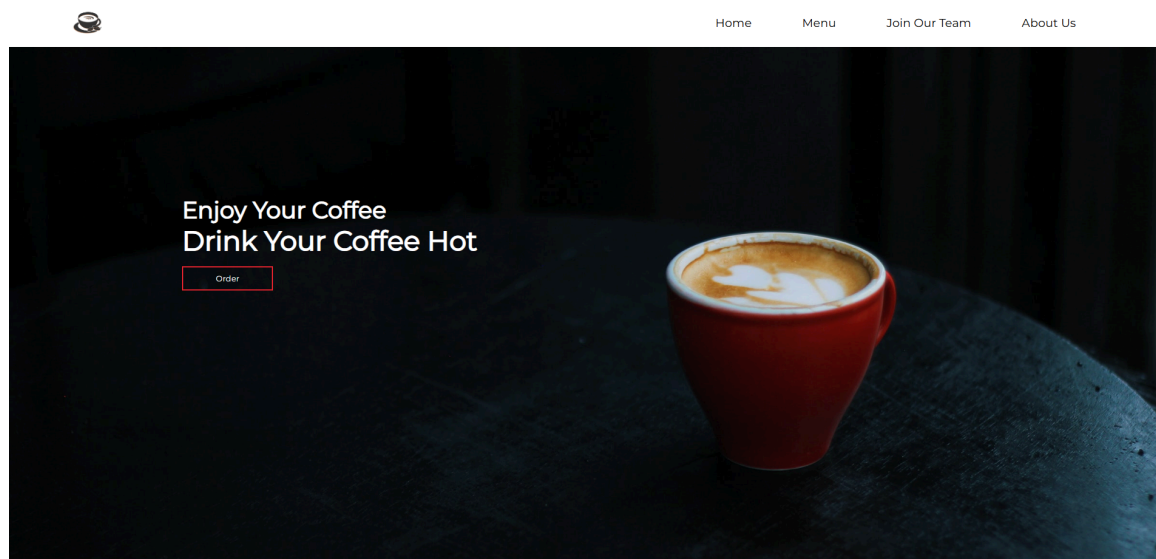 Home
Menu
Join Our Team
About Us
Enjoy Your Coffee
Drink Your Coffee Hot
Order